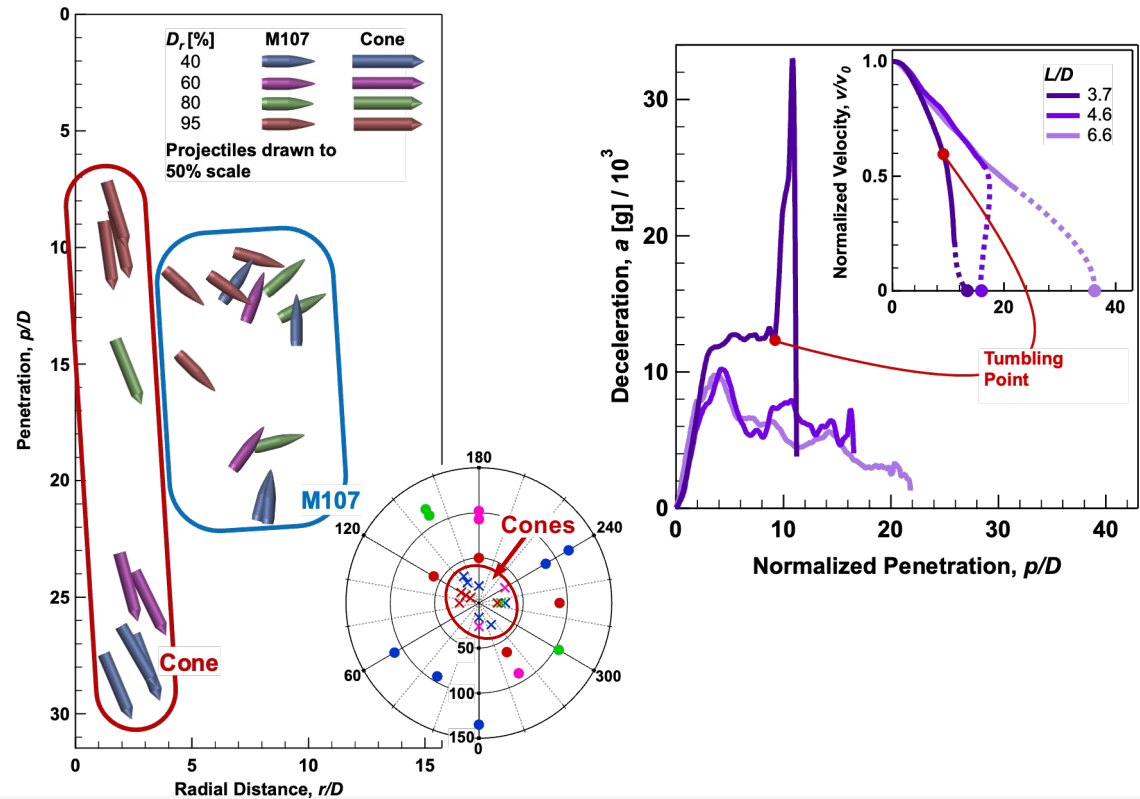 0
5
10
15
20
25
30
Penetration, p/D
0
5
10
15
Radial Distance, r/D
Dr [%]
M107
Cone
40
60
80
95
Projectiles drawn to
50% scale
M107
Cone
180
120
240
60
300
0
50
100
150
Cones
30
20
10
0
Deceleration, a [g] / 10³
0
10
20
30
40
Normalized Penetration, p/D
Tumbling
Point
1.0
0.5
0
Normalized Velocity, v/v₀
0
20
40
L/D
3.7
4.6
6.6